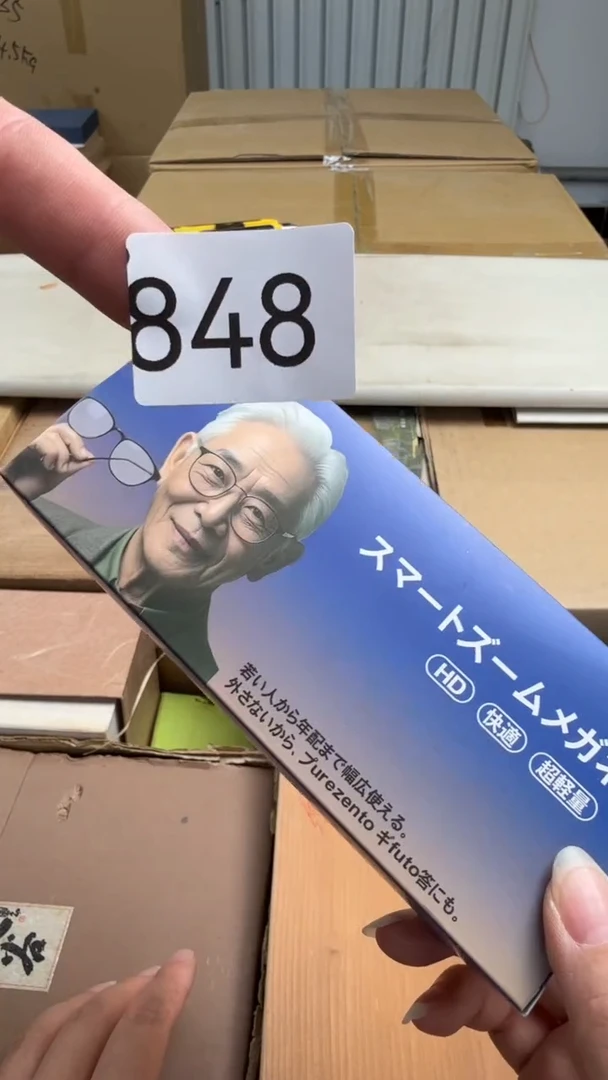 848
スマートズームメガネ
HD
快適
超軽量
若い人から年配まで幅広使える。
外さないから、プurezento ギfuto答にも。